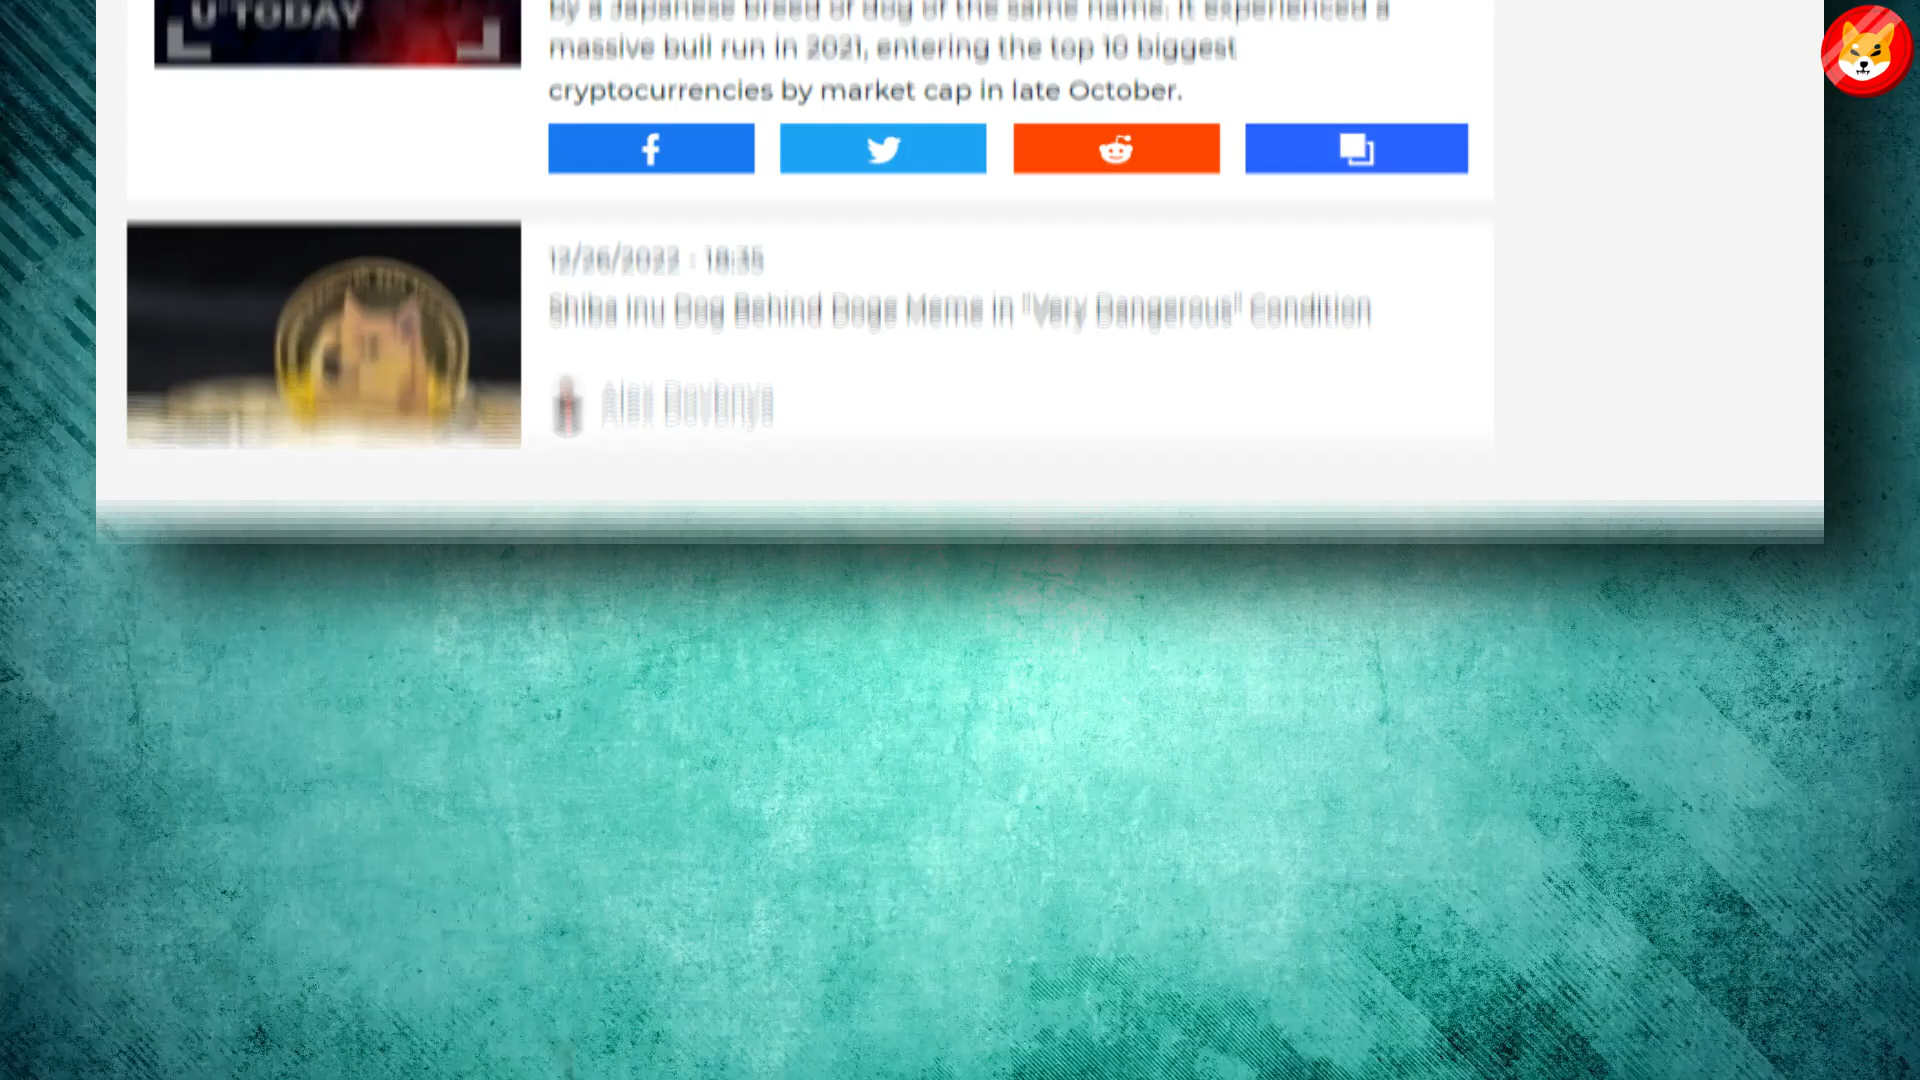 U TODAY
by a Japanese breed of dog of the same name. It experienced a
massive bull run in 2021, entering the top 10 biggest
cryptocurrencies by market cap in late October.
12/26/2022 - 18:35
Shiba Inu Dog Behind Doge Meme in "Very Dangerous" Condition
Alex Dovbnya